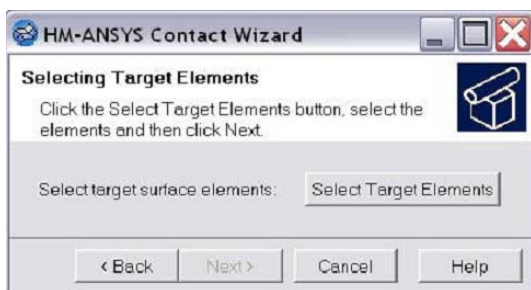 HM-ANSYS Contact Wizard
Selecting Target Elements
Click the Select Target Elements button, select the
elements and then click Next.
Select target surface elements: Select Target Elements
< Back Next > Cancel Help